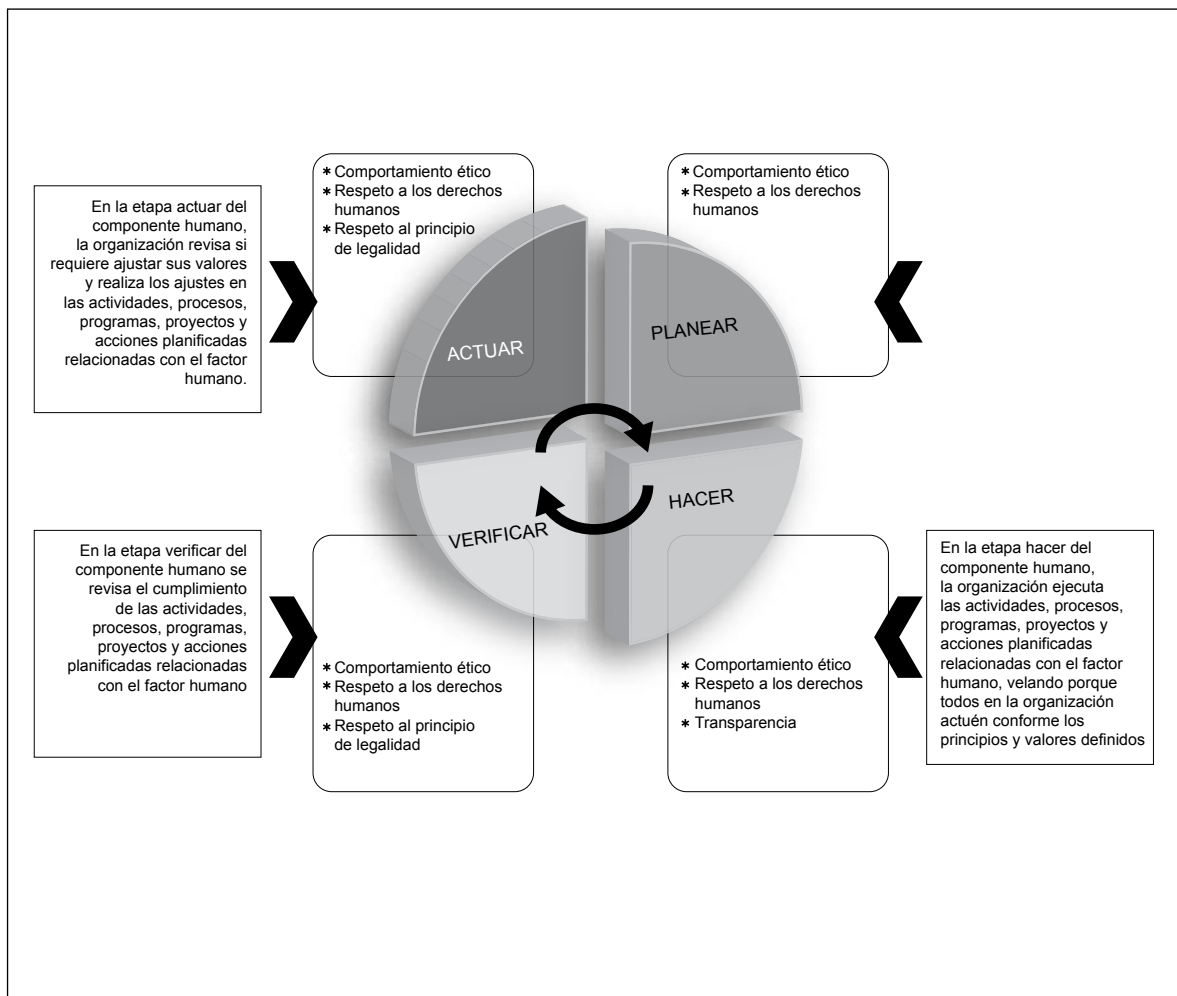 * Comportamiento ético
* Respeto a los derechos
humanos
* Respeto al principio
de legalidad
* Comportamiento ético
* Respeto a los derechos
humanos
En la etapa actuar del
componente humano,
la organización revisa si
requiere ajustar sus valores
y realiza los ajustes en
las actividades, procesos,
programas, proyectos y
acciones planificadas
relacionadas con el factor
humano.
ACTUAR
PLANEAR
VERIFICAR
HACER
En la etapa verificar del
componente humano se
revisa el cumplimiento
de las actividades,
procesos, programas,
proyectos y acciones
planificadas relacionadas
con el factor humano
* Comportamiento ético
* Respeto a los derechos
humanos
* Respeto al principio
de legalidad
* Comportamiento ético
* Respeto a los derechos
humanos
* Transparencia
En la etapa hacer del
componente humano,
la organización ejecuta
las actividades, procesos,
programas, proyectos y
acciones planificadas
relacionadas con el factor
humano, velando porque
todos en la organización
actuén conforme los
principios y valores definidos